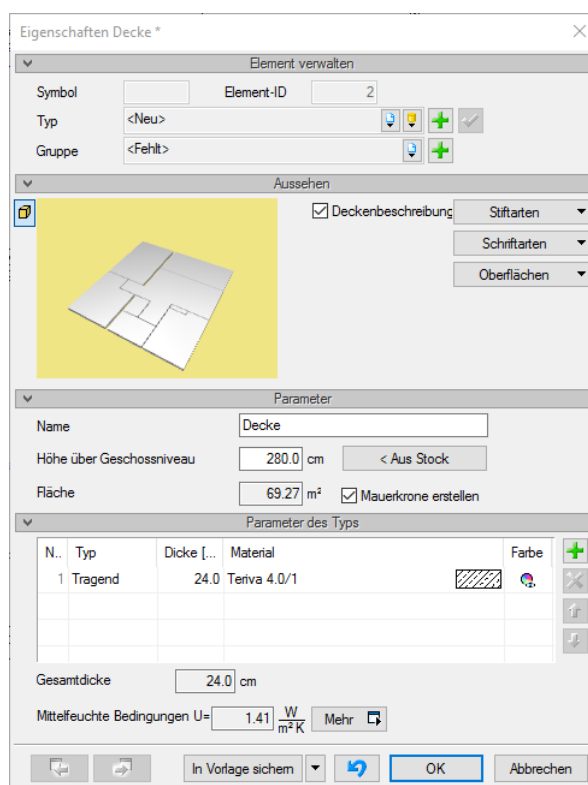 Eigenschaften Decke *
Element verwalten
Symbol Element-ID 2
Typ <Neu>
Gruppe <Fehlt>
Aussehen
Deckenbeschreibung Stiftarten
Schriftarten
Oberflächen
Parameter
Name Decke
Höhe über Geschossniveau 280.0 cm < Aus Stock
Fläche 69.27 m² Mauerkrone erstellen
Parameter des Typs
N.. Typ Dicke [... Material Farbe
1 Tragend 24.0 Teriva 4.0/1
Gesamtdicke 24.0 cm
Mittelfeuchte Bedingungen U= 1.41 W/m² K Mehr
In Vorlage sichern OK Abbrechen